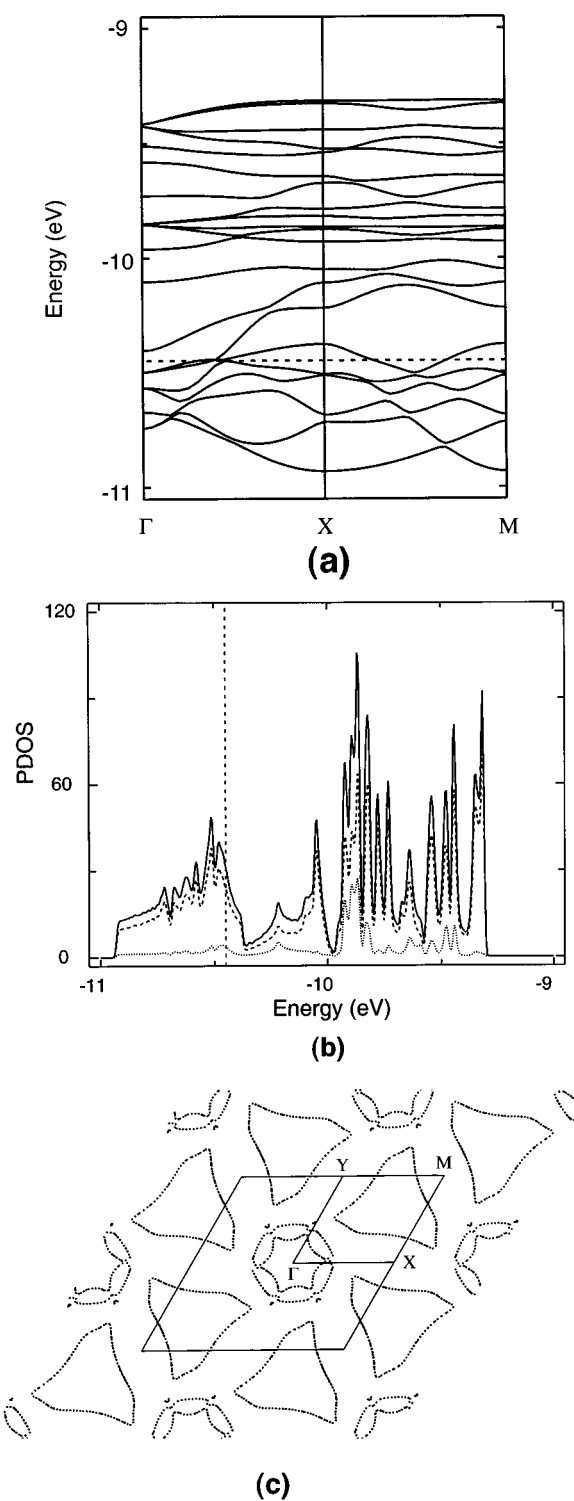 -9
Energy (eV)
-10
-11
Γ X M
(a)
120
PDOS
60
0
-11 -10 -9
Energy (eV)
(b)
Y M
Γ X
(c)